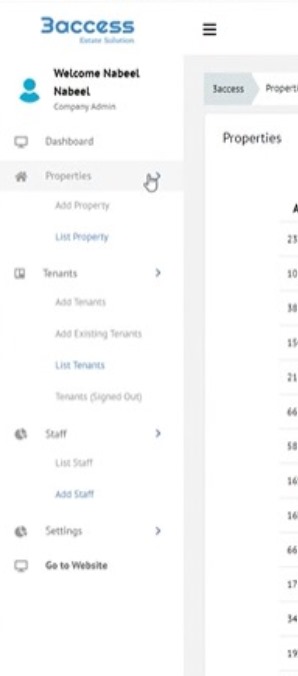 3access
Estate Solution
Welcome Nabeel
Nabeel
Company Admin
Dashboard
Properties
Add Property
List Property
Tenants
Add Tenants
Add Existing Tenants
List Tenants
Tenants (Signed Out)
Staff
List Staff
Add Staff
Settings
Go to Website
3access
Properti
Properties
A
23
10
38
15
21
66
58
16
16
66
17
34
19